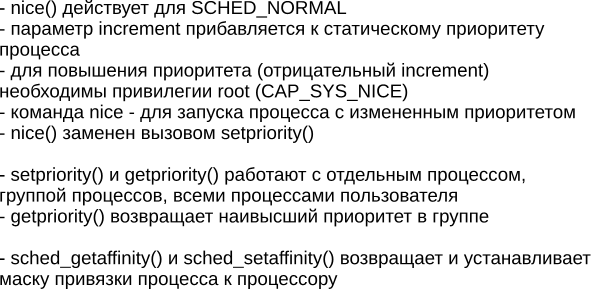 - nice() действует для SCHED_NORMAL
- параметр increment прибавляется к статическому приоритету
процесса
- для повышения приоритета (отрицательный increment)
необходимы привилегии root (CAP_SYS_NICE)
- команда nice - для запуска процесса с измененным приоритетом
- nice() заменен вызовом setpriority()
- setpriority() и getpriority() работают с отдельным процессом,
группой процессов, всеми процессами пользователя
- getpriority() возвращает наивысший приоритет в группе
- sched_getaffinity() и sched_setaffinity() возвращает и устанавливает
маску привязки процесса к процессору